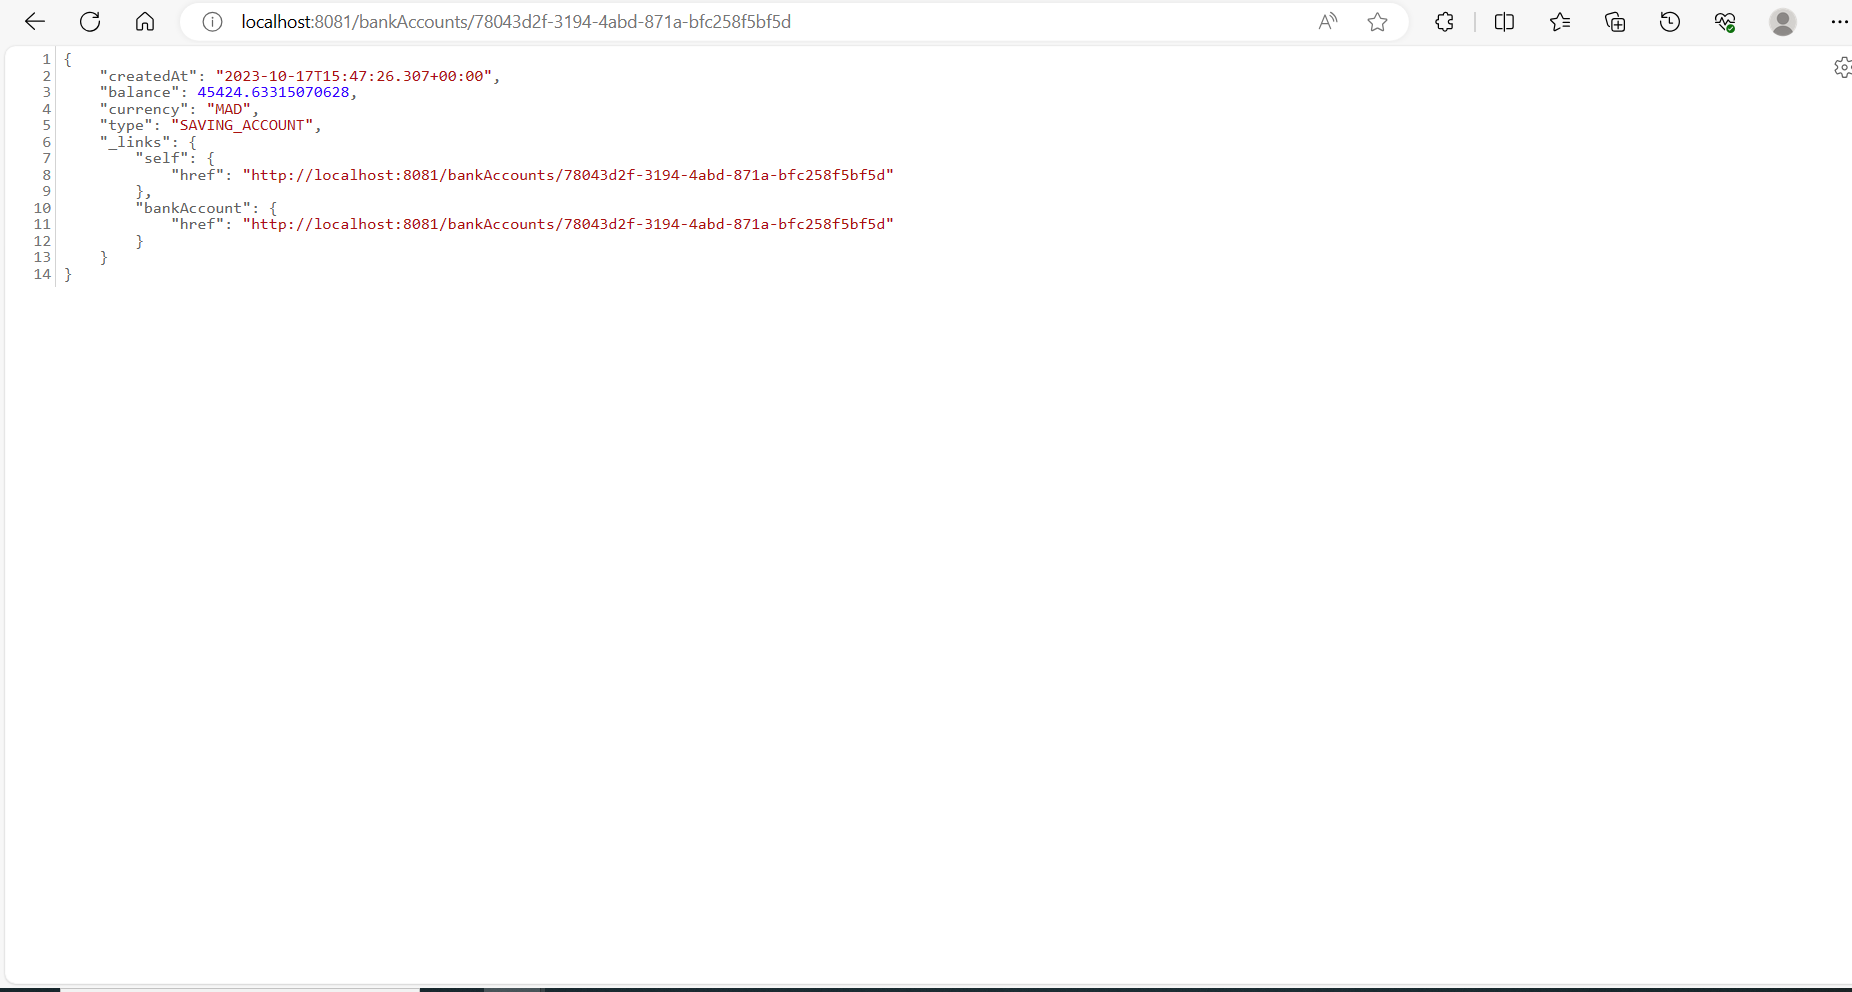 localhost:8081/bankAccounts/78043d2f-3194-4abd-871a-bfc258f5bf5d
1 {
2     "createdAt": "2023-10-17T15:47:26.307+00:00",
3     "balance": 45424.63315070628,
4     "currency": "MAD",
5     "type": "SAVING_ACCOUNT",
6     "_links": {
7         "self": {
8             "href": "http://localhost:8081/bankAccounts/78043d2f-3194-4abd-871a-bfc258f5bf5d"
9         },
10         "bankAccount": {
11             "href": "http://localhost:8081/bankAccounts/78043d2f-3194-4abd-871a-bfc258f5bf5d"
12         }
13     }
14 }